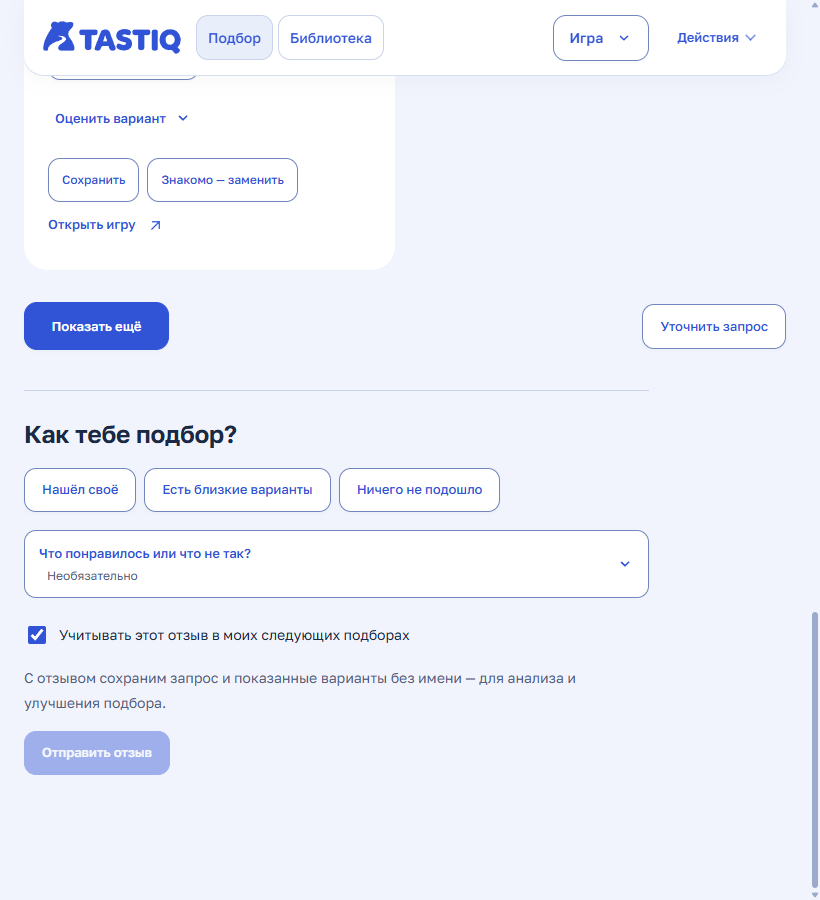 TASTIQ
Подбор
Библиотека
Игра
Действия
Оценить вариант
Сохранить
Знакомо — заменить
Открыть игру
Показать ещё
Уточнить запрос
Как тебе подбор?
Нашёл своё
Есть близкие варианты
Ничего не подошло
Что понравилось или что не так?
Необязательно
Учитывать этот отзыв в моих следующих подборах
С отзывом сохраним запрос и показанные варианты без имени — для анализа и
улучшения подбора.
Отправить отзыв